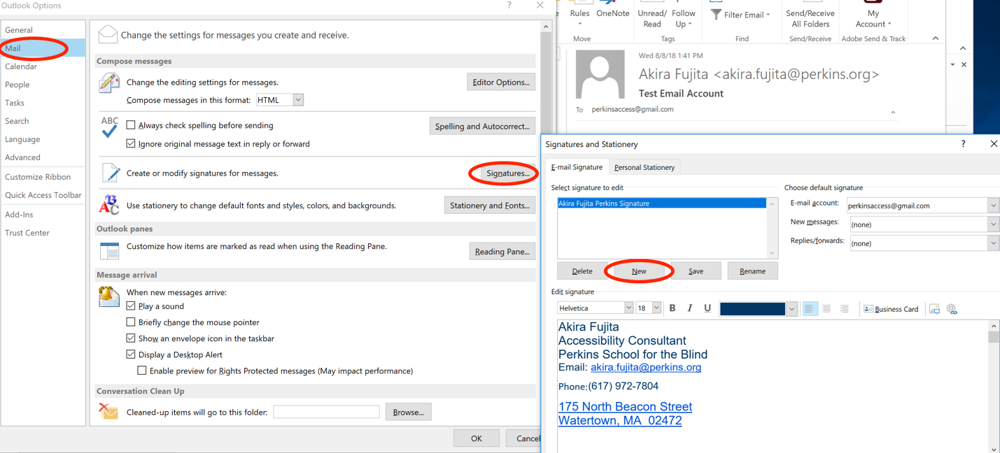 Outlook Options
?
General
Mail
Calendar
People
Tasks
Search
Language
Advanced
Customize Ribbon
Quick Access Toolbar
Add-Ins
Trust Center
Change the settings for messages you create and receive.
Compose messages
Change the editing settings for messages.
Editor Options...
Compose messages in this format: HTML
ABC
Always check spelling before sending
Spelling and Autocorrect...
Ignore original message text in reply or forward
Create or modify signatures for messages.
Signatures...
Use stationery to change default fonts and styles, colors, and backgrounds.
Stationery and Fonts...
Outlook panes
Customize how items are marked as read when using the Reading Pane.
Reading Pane...
Message arrival
When new messages arrive:
Play a sound
Briefly change the mouse pointer
Show an envelope icon in the taskbar
Display a Desktop Alert
Enable preview for Rights Protected messages (May impact performance)
Conversation Clean Up
Cleaned-up items will go to this folder:
Browse...
OK
Cancel
Rules
OneNote
Move
Unread/
Read
Follow
Up
Tags
Filter Email
Find
Send/Receive
All Folders
Send/Receive
My
Account
Adobe Send & Track
Wed 8/8/18 1:41 PM
Akira Fujita <akira.fujita@perkins.org>
Test Email Account
To perkinsaccess@gmail.com
Signatures and Stationery
?
E-mail Signature
Personal Stationery
Select signature to edit
Akira Fujita Perkins Signature
Choose default signature
E-mail account: perkinsaccess@gmail.com
New messages: (none)
Replies/forwards: (none)
Delete
New
Save
Rename
Edit signature
Helvetica
18
B
I
U
Business Card
Akira Fujita
Accessibility Consultant
Perkins School for the Blind
Email: akira.fujita@perkins.org
Phone:(617) 972-7804
175 North Beacon Street
Watertown, MA 02472